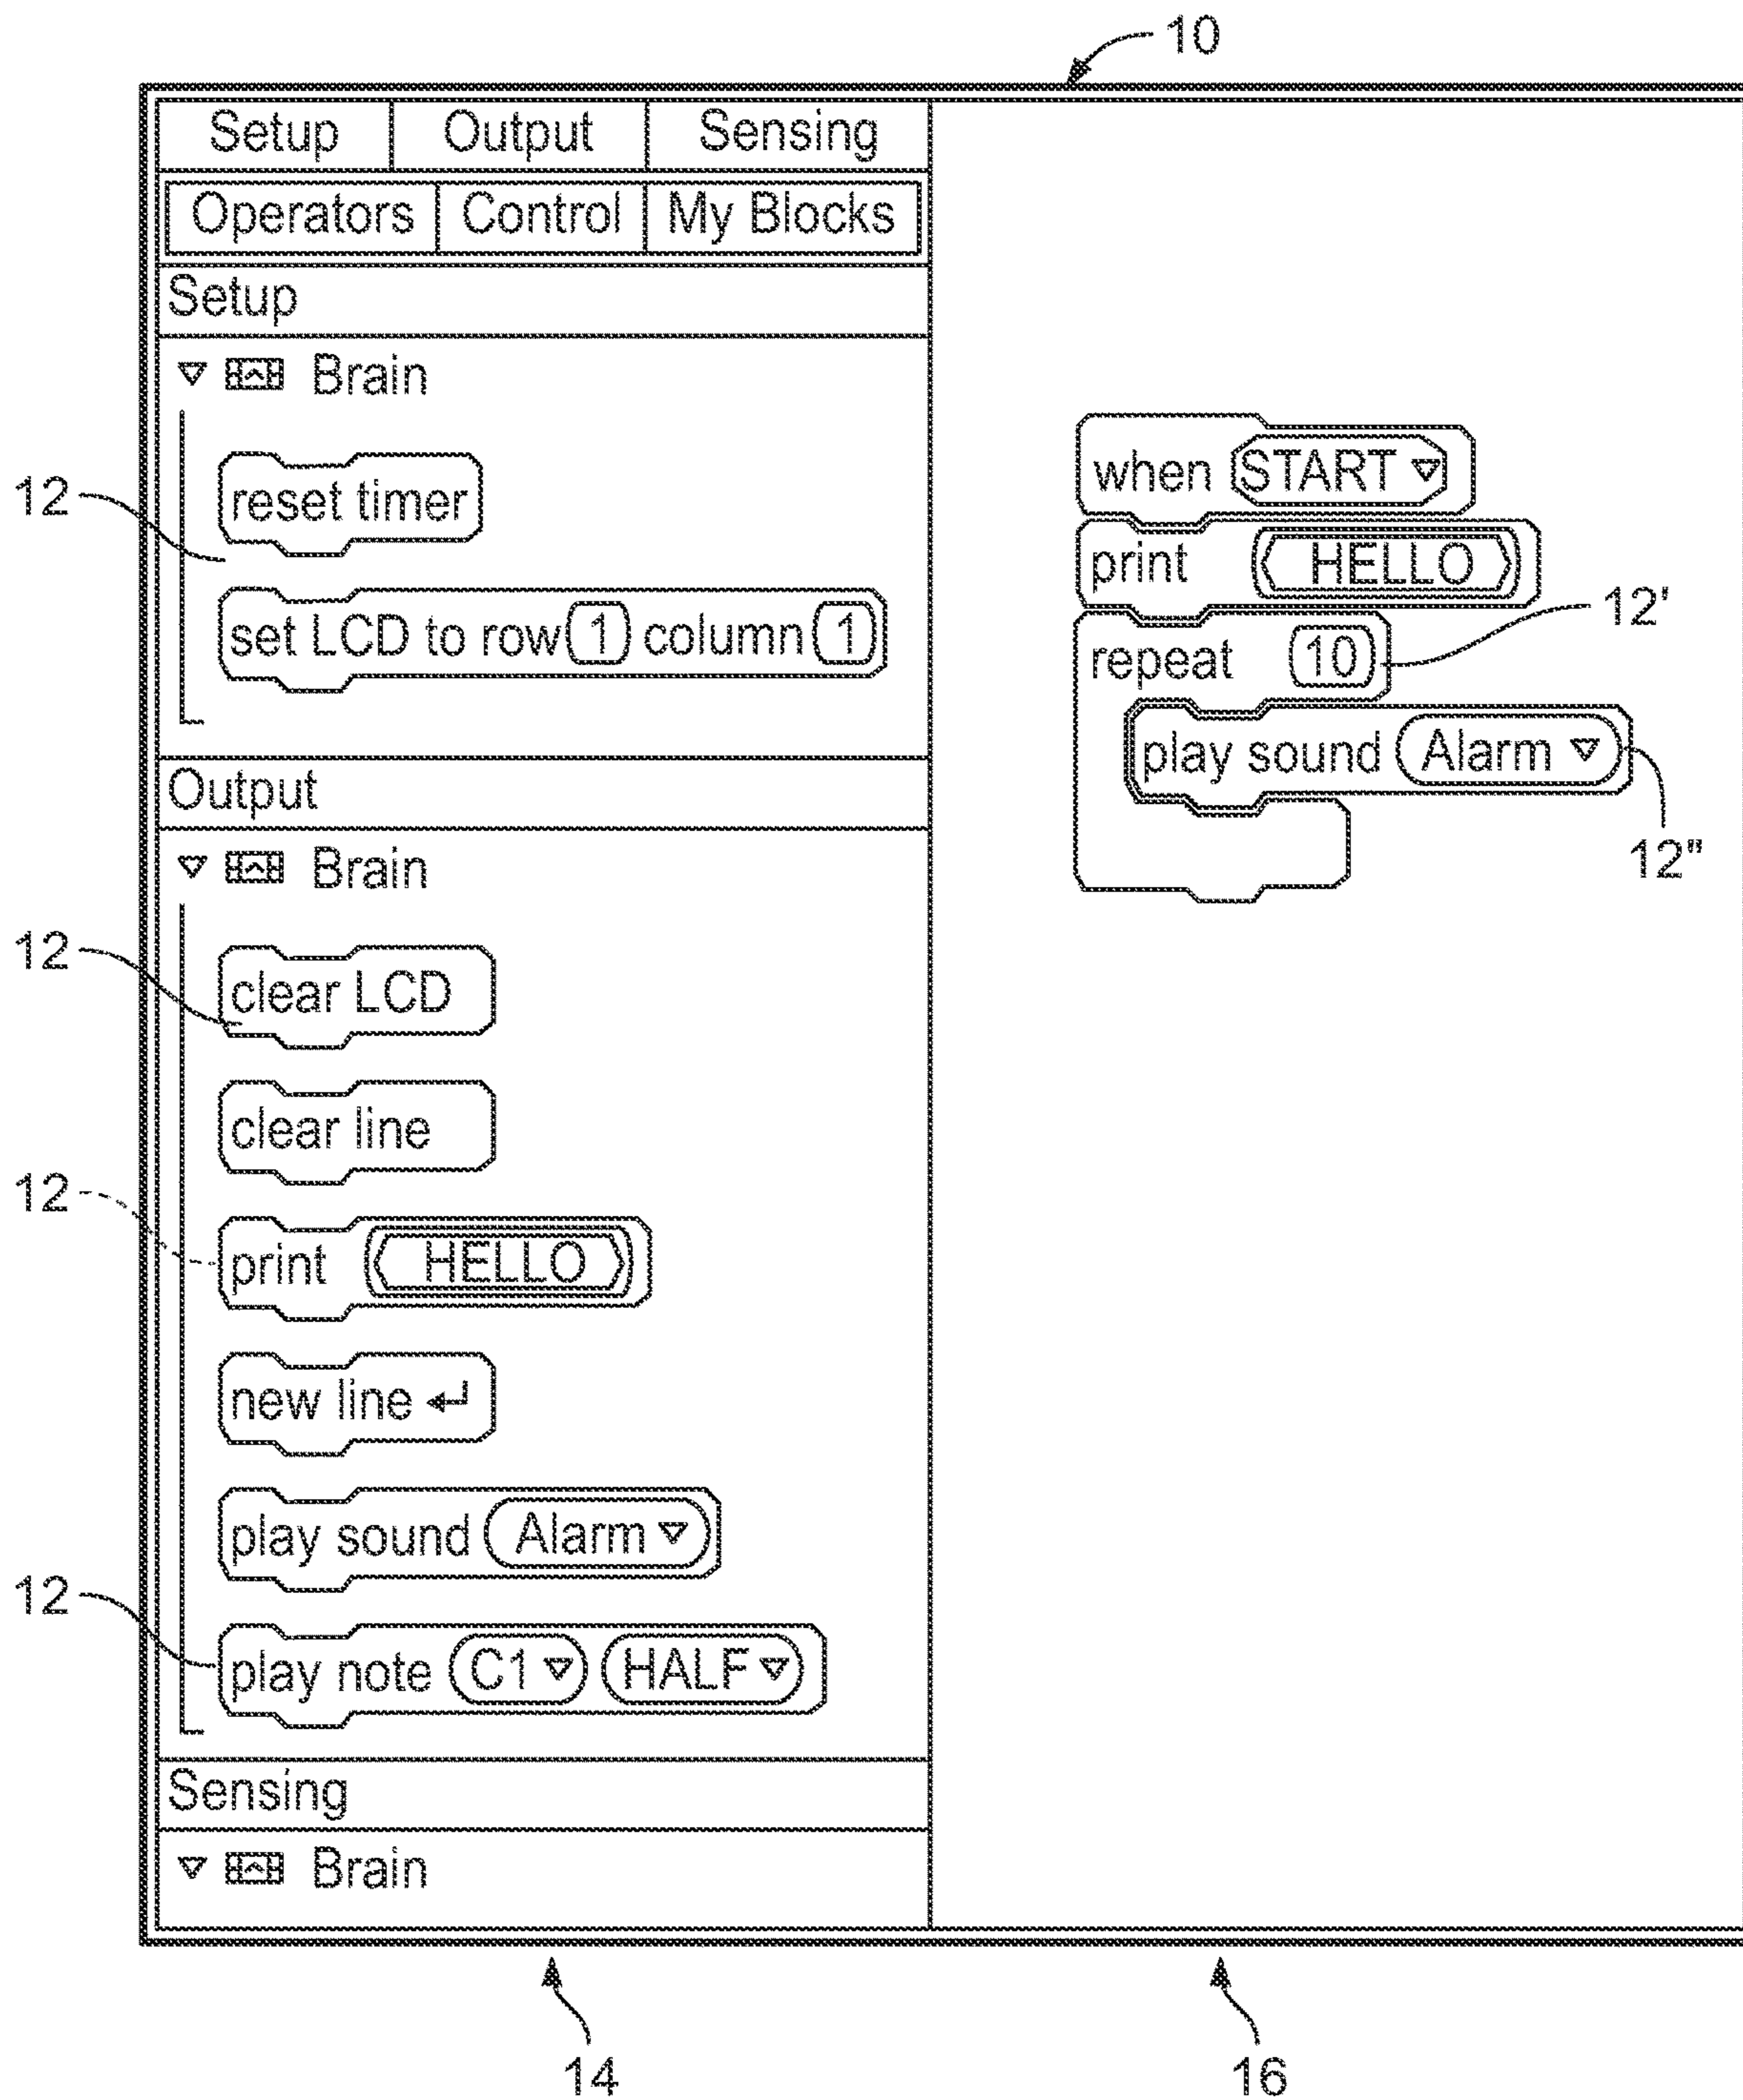 10
Setup Output Sensing
Operators Control My Blocks
Setup
Brain
12
reset timer
set LCD to row 1 column 1
Output
Brain
12
clear LCD
clear line
12
print HELLO
new line
play sound Alarm
12
play note C1 HALF
Sensing
Brain
when START
print HELLO
12'
repeat 10
play sound Alarm
12"
14
16